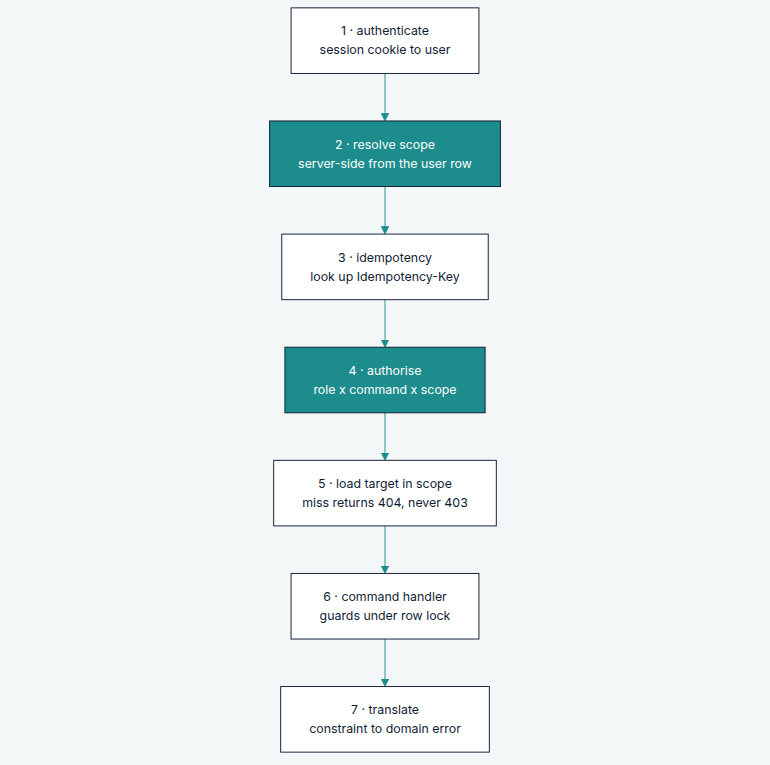 1 · authenticate
session cookie to user
2 · resolve scope
server-side from the user row
3 · idempotency
look up Idempotency-Key
4 · authorise
role x command x scope
5 · load target in scope
miss returns 404, never 403
6 · command handler
guards under row lock
7 · translate
constraint to domain error